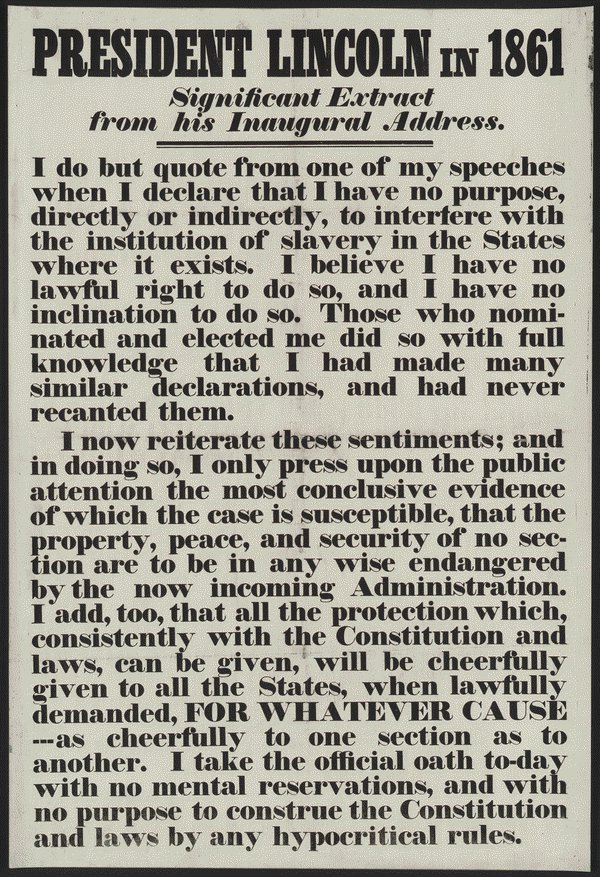 PRESIDENT LINCOLN IN 1861
Significant Extract
from his Inaugural Address.
I do but quote from one of my speeches
when I declare that I have no purpose,
directly or indirectly, to interfere with
the institution of slavery in the States
where it exists. I believe I have no
lawful right to do so, and I have no
inclination to do so. Those who nomi-
nated and elected me did so with full
knowledge that I had made many
similar declarations, and had never
recanted them.
I now reiterate these sentiments; and
in doing so, I only press upon the public
attention the most conclusive evidence
of which the case is susceptible, that the
property, peace, and security of no sec-
tion are to be in any wise endangered
by the now incoming Administration.
I add, too, that all the protection which,
consistently with the Constitution and
laws, can be given, will be cheerfully
given to all the States, when lawfully
demanded, FOR WHATEVER CAUSE
---as cheerfully to one section as to
another. I take the official oath to-day
with no mental reservations, and with
no purpose to construe the Constitution
and laws by any hypocritical rules.